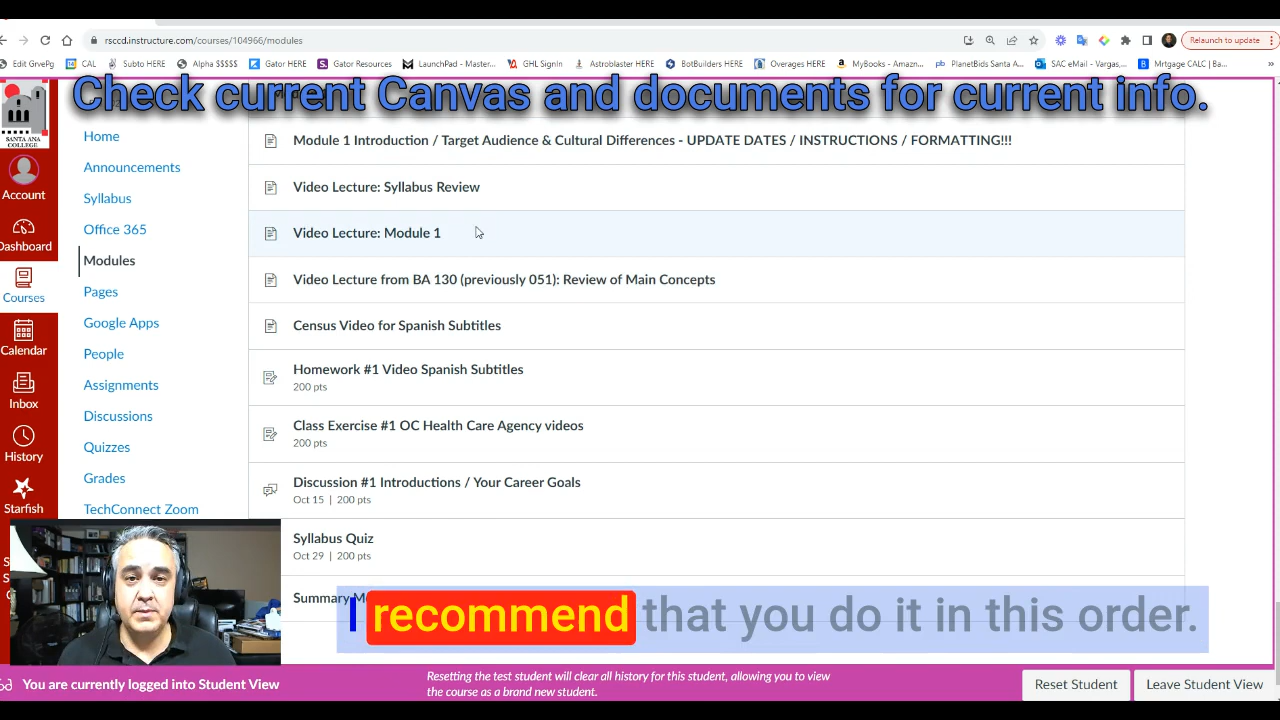 rsccd.instructure.com/courses/104966/modules
Relaunch to update
Edit GivePg
CAL
Subto HERE
Alpha $$$$$
Gator HERE
Gator Resources
LaunchPad - Master...
GHL SignIn
Astroblaster HERE
BotBuilders HERE
Overages HERE
MyBooks - Amazn...
PlanetBids Santa A...
SAC eMail - Vargas,...
Mrtgage CALC | Ba...
Check current Canvas and documents for current info.
SANTA ANA
COLLEGE
Account
Dashboard
Courses
Calendar
Inbox
History
Starfish
Home
Announcements
Syllabus
Office 365
Modules
Pages
Google Apps
People
Assignments
Discussions
Quizzes
Grades
TechConnect Zoom
Module 1 Introduction / Target Audience & Cultural Differences - UPDATE DATES / INSTRUCTIONS / FORMATTING!!!
Video Lecture: Syllabus Review
Video Lecture: Module 1
Video Lecture from BA 130 (previously 051): Review of Main Concepts
Census Video for Spanish Subtitles
Homework #1 Video Spanish Subtitles
200 pts
Class Exercise #1 OC Health Care Agency videos
200 pts
Discussion #1 Introductions / Your Career Goals
Oct 15 | 200 pts
Syllabus Quiz
Oct 29 | 200 pts
Summary
I recommend that you do it in this order.
You are currently logged into Student View
Resetting the test student will clear all history for this student, allowing you to view
the course as a brand new student.
Reset Student
Leave Student View